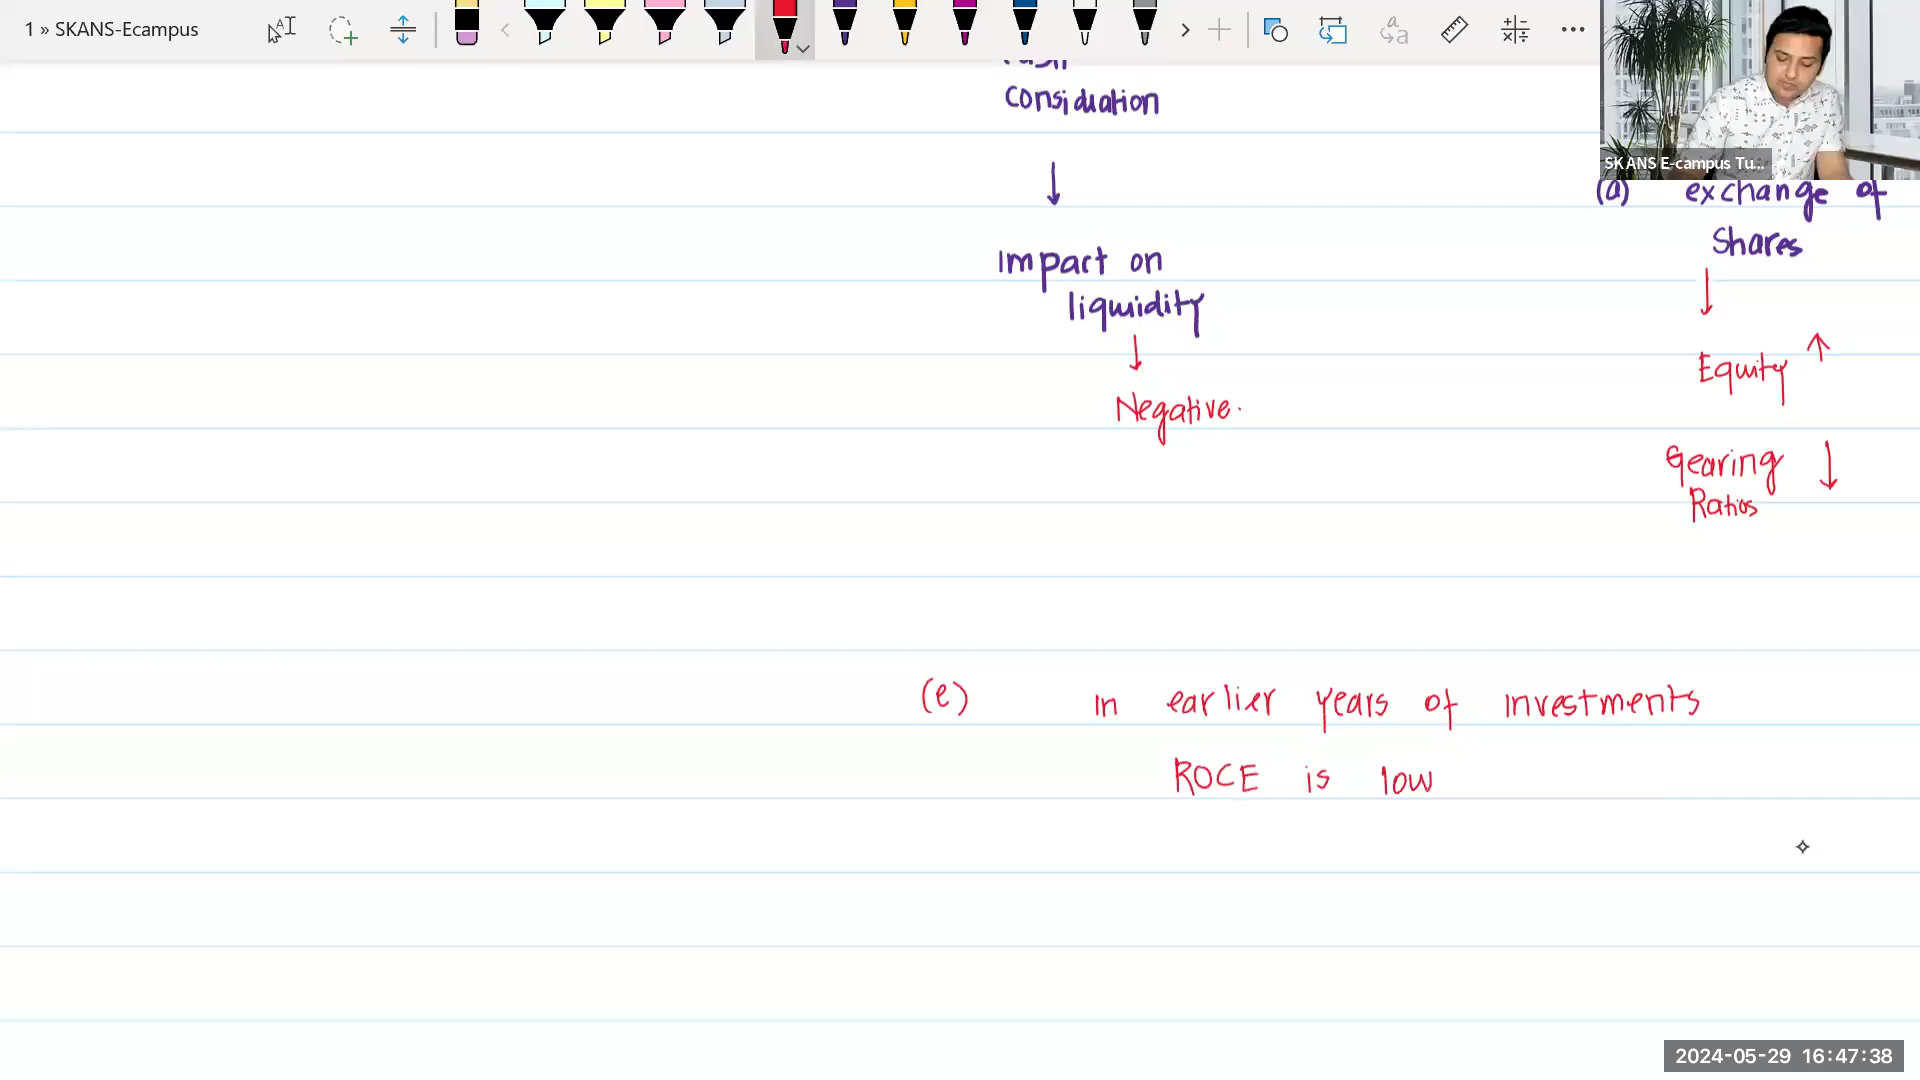 1 » SKANS-Ecampus
SKANS E-campus Tu...
Considuation
Impact on
liquidity
Negative.
(a) exchange of
Shares
Equity ↑
Gearing ↓
Ratios
(e) In earlier years of investments
ROCE is low
2024-05-29 16:47:38